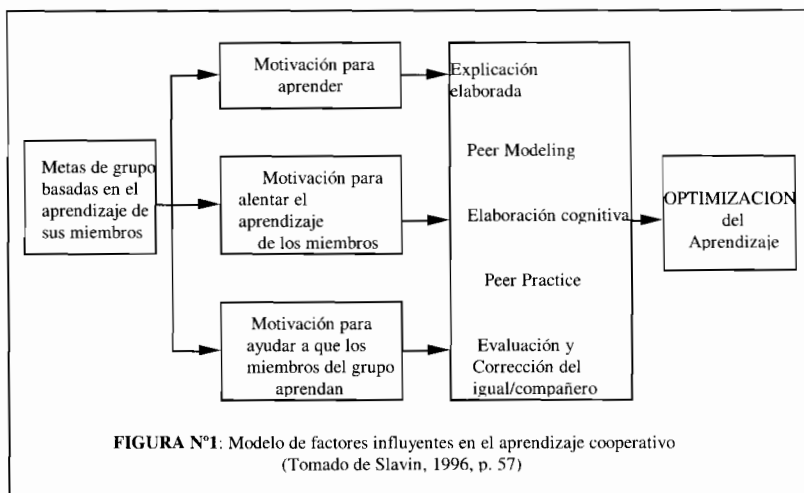 Metas de grupo
basadas en el
aprendizaje de
sus miembros
Motivación para
aprender
Motivación para
alentar el
aprendizaje
de los miembros
Motivación para
ayudar a que los
miembros del grupo
aprendan
Explicación
elaborada
Peer Modeling
Elaboración cognitiva
Peer Practice
Evaluación y
Corrección del
igual/compañero
OPTIMIZACION
del
Aprendizaje
FIGURA Nº1: Modelo de factores influyentes en el aprendizaje cooperativo
(Tomado de Slavin, 1996, p. 57)